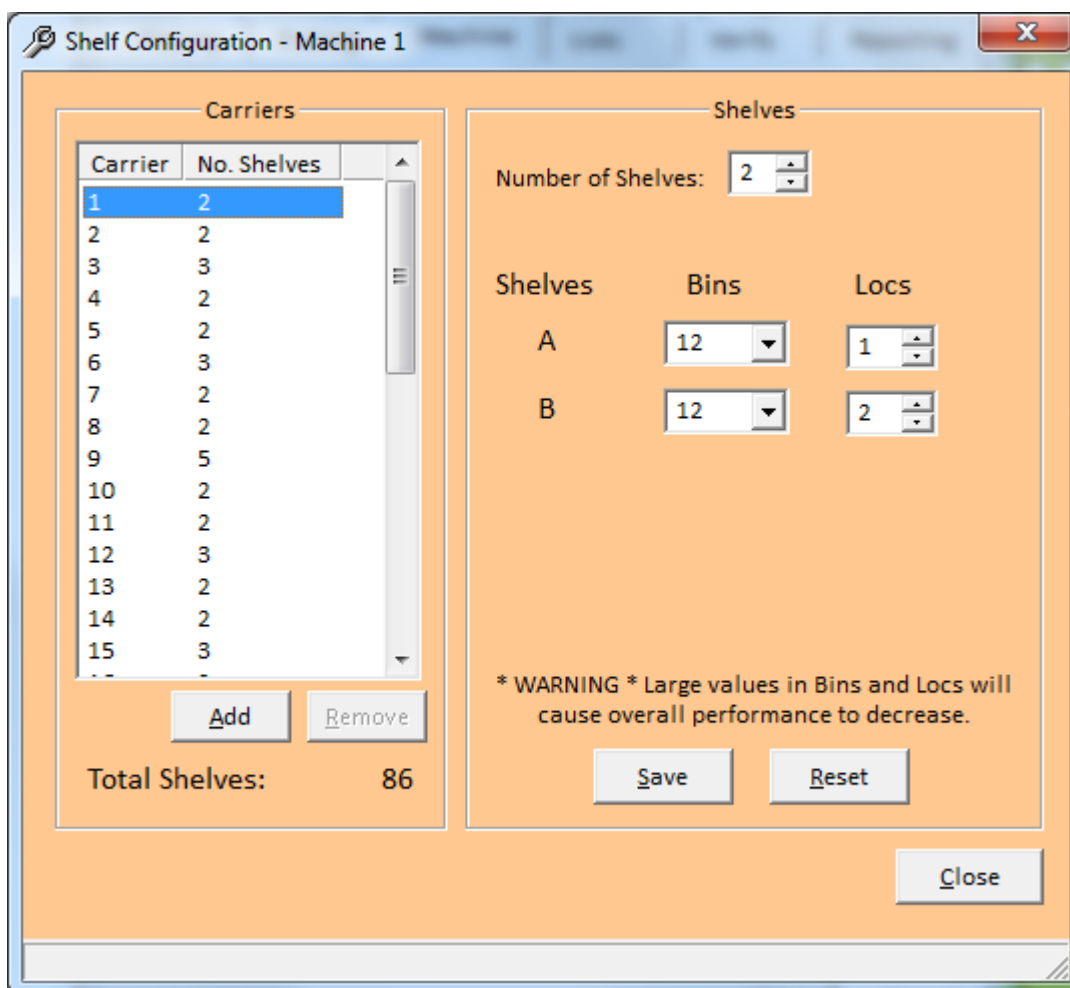 Shelf Configuration - Machine 1
Carriers
Carrier No. Shelves
1 2
2 2
3 3
4 2
5 2
6 3
7 2
8 2
9 5
10 2
11 2
12 3
13 2
14 2
15 3
Add Remove
Total Shelves: 86
Shelves
Number of Shelves: 2
Shelves Bins Locs
A 12 1
B 12 2
* WARNING * Large values in Bins and Locs will
cause overall performance to decrease.
Save Reset
Close